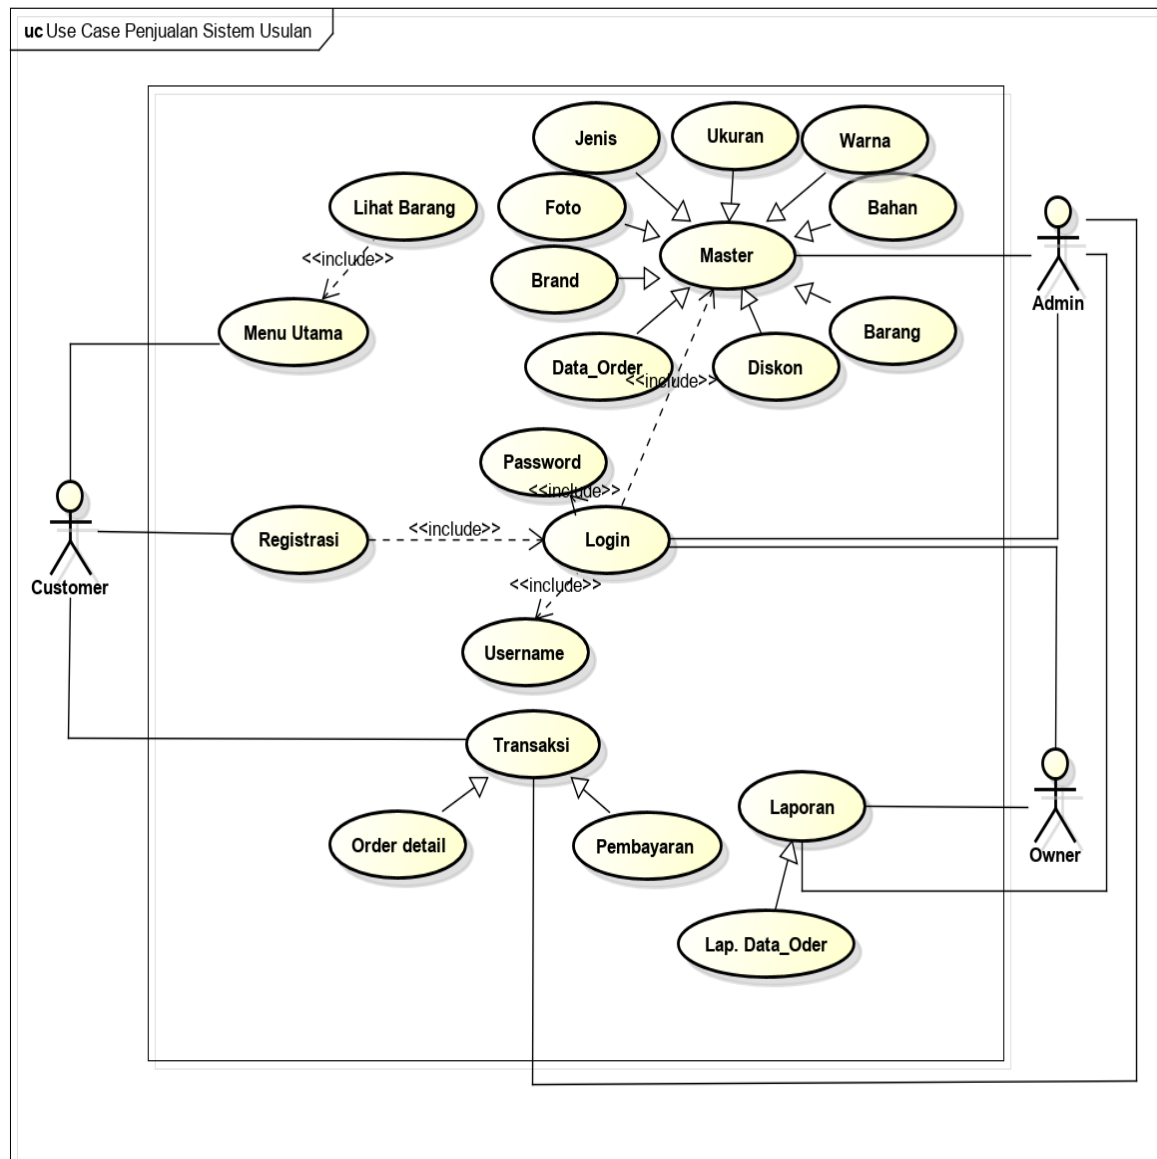 uc Use Case Penjualan Sistem Usulan
Jenis
Ukuran
Warna
Lihat Barang
Foto
Bahan
Master
<<include>>
Brand
Admin
Menu Utama
Barang
Data_Order
Diskon
<<include>>
Password
<<include>>
Registrasi
<<include>>
Login
Customer
<<include>>
Username
Transaksi
Laporan
Order detail
Pembayaran
Owner
Lap. Data_Oder